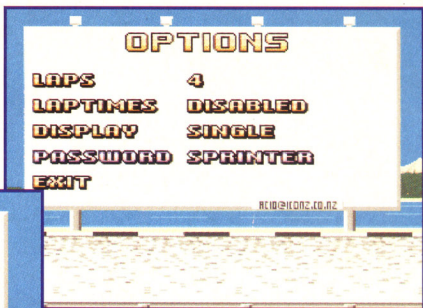 OPTIONS
LAPS 4
LAPTIMES DISABLED
DISPLAY SINGLE
PASSWORD SPRINTER
EXIT
ACID@ICONZ.CO.NZ